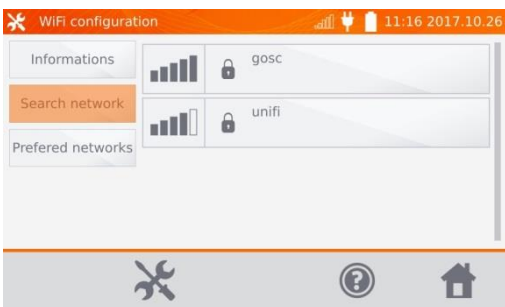 WiFi configuration
11:16 2017.10.26
Informations
Search network
Prefered networks
gosc
unifi